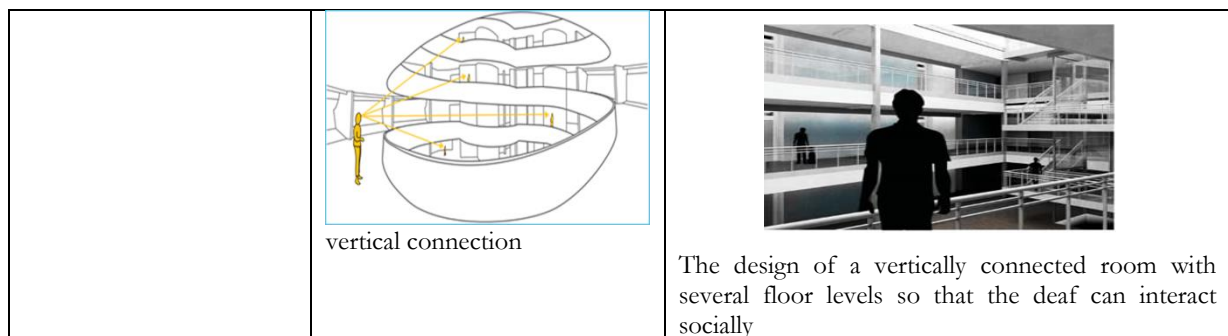 vertical connection
The design of a vertically connected room with
several floor levels so that the deaf can interact
socially